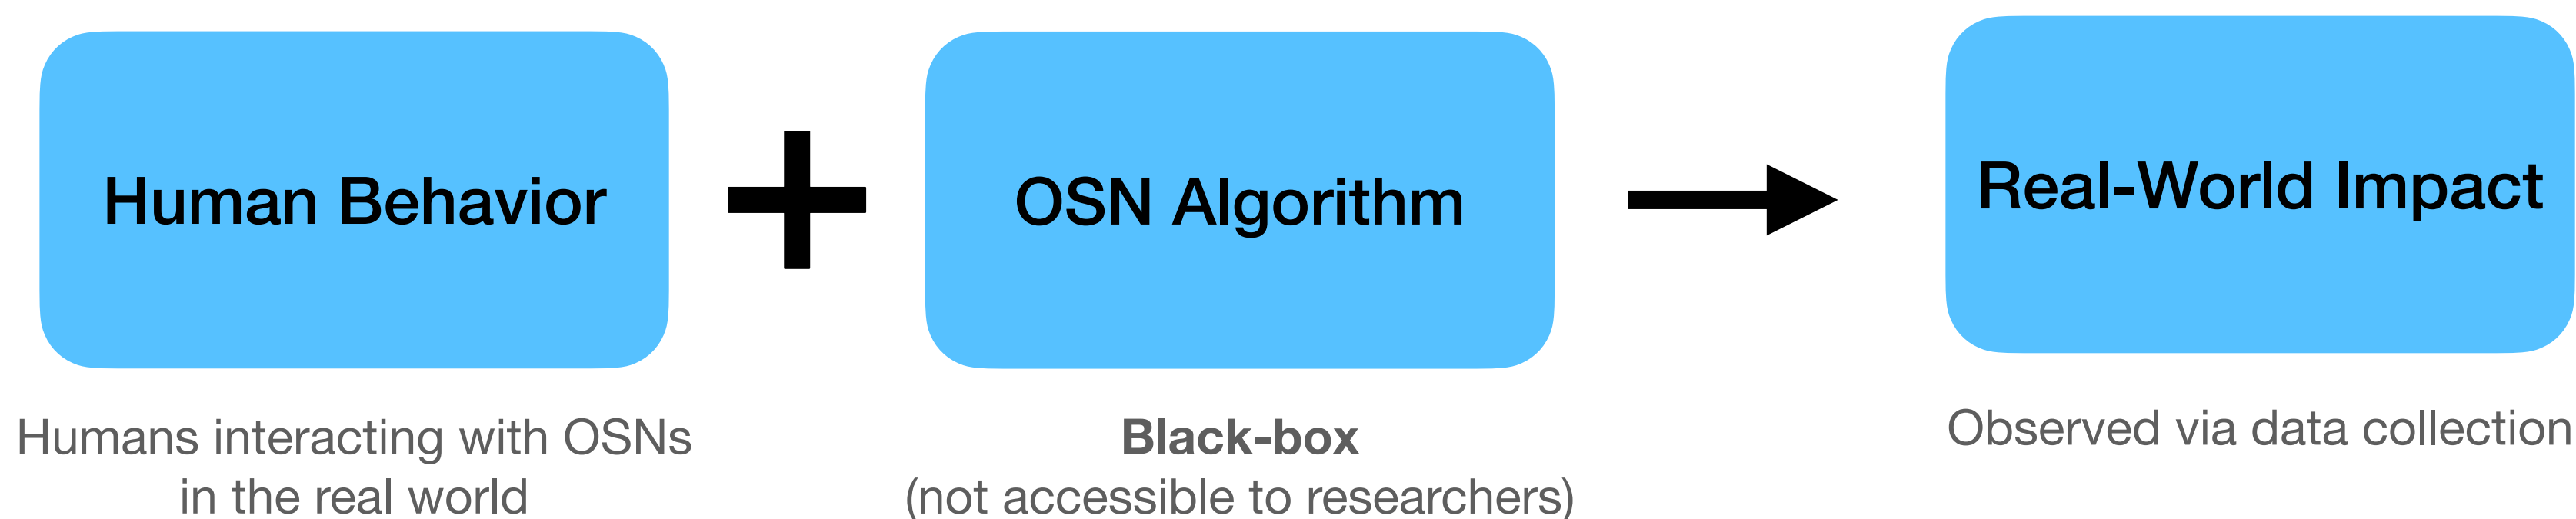 Human Behavior
OSN Algorithm
Real-World Impact
Humans interacting with OSNs
in the real world
Black-box
(not accessible to researchers)
Observed via data collection